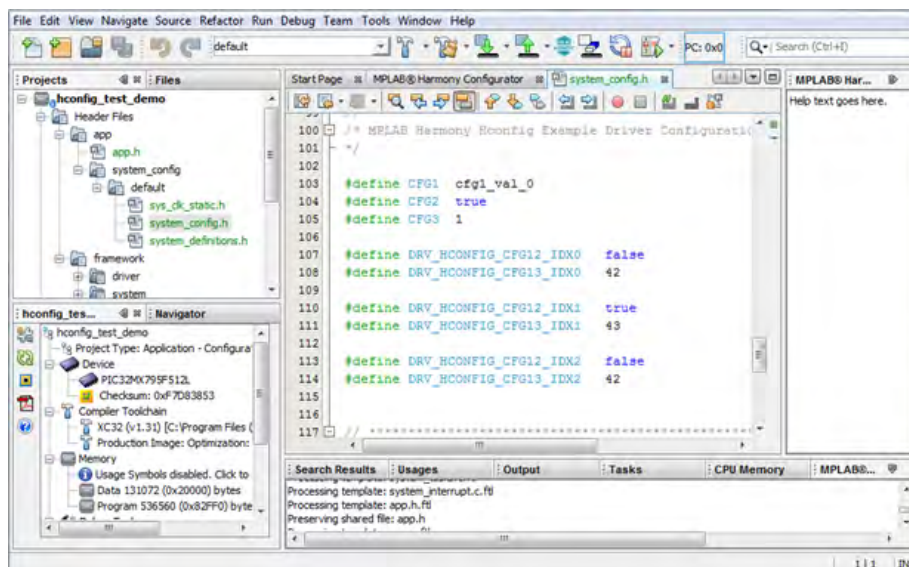 File Edit View Navigate Source Refactor Run Debug Team Tools Window Help
default
PC: 0x0
Search (Ctrl+I)
Projects
Files
hconfig_test_demo
Header Files
app
app.h
system_config
default
sys_clk_static.h
system_config.h
system_definitions.h
framework
driver
system
hconfig_tes...
Navigator
hconfig_test_demo
Project Type: Application - Configura
Device
PIC32MX795F512L
Checksum: 0xF7D83853
Compiler Toolchain
XC32 (v1.31) [C:\Program Files (
Production Image: Optimization:
Memory
Usage Symbols disabled. Click to
Data 131072 (0x20000) bytes
Program 536560 (0x82FF0) byte
Start Page
MPLAB® Harmony Configurator
system_config.h
100 /* MPLAB Harmony Hconfig Example Driver Configuratio
101 */
102
103 #define CFG1 cfg1_val_0
104 #define CFG2 true
105 #define CFG3 1
106
107 #define DRV_HCONFIG_CFG12_IDX0 false
108 #define DRV_HCONFIG_CFG13_IDX0 42
109
110 #define DRV_HCONFIG_CFG12_IDX1 true
111 #define DRV_HCONFIG_CFG13_IDX1 43
112
113 #define DRV_HCONFIG_CFG12_IDX2 false
114 #define DRV_HCONFIG_CFG13_IDX2 42
115
116
117 // ****************************************************
MPLAB® Har...
Help text goes here.
Search Results
Usages
Output
Tasks
CPU Memory
MPLAB®...
Processing template: system_interrupt.c.ftl
Processing template: app.h.ftl
Preserving shared file: app.h
1 | 1
IN